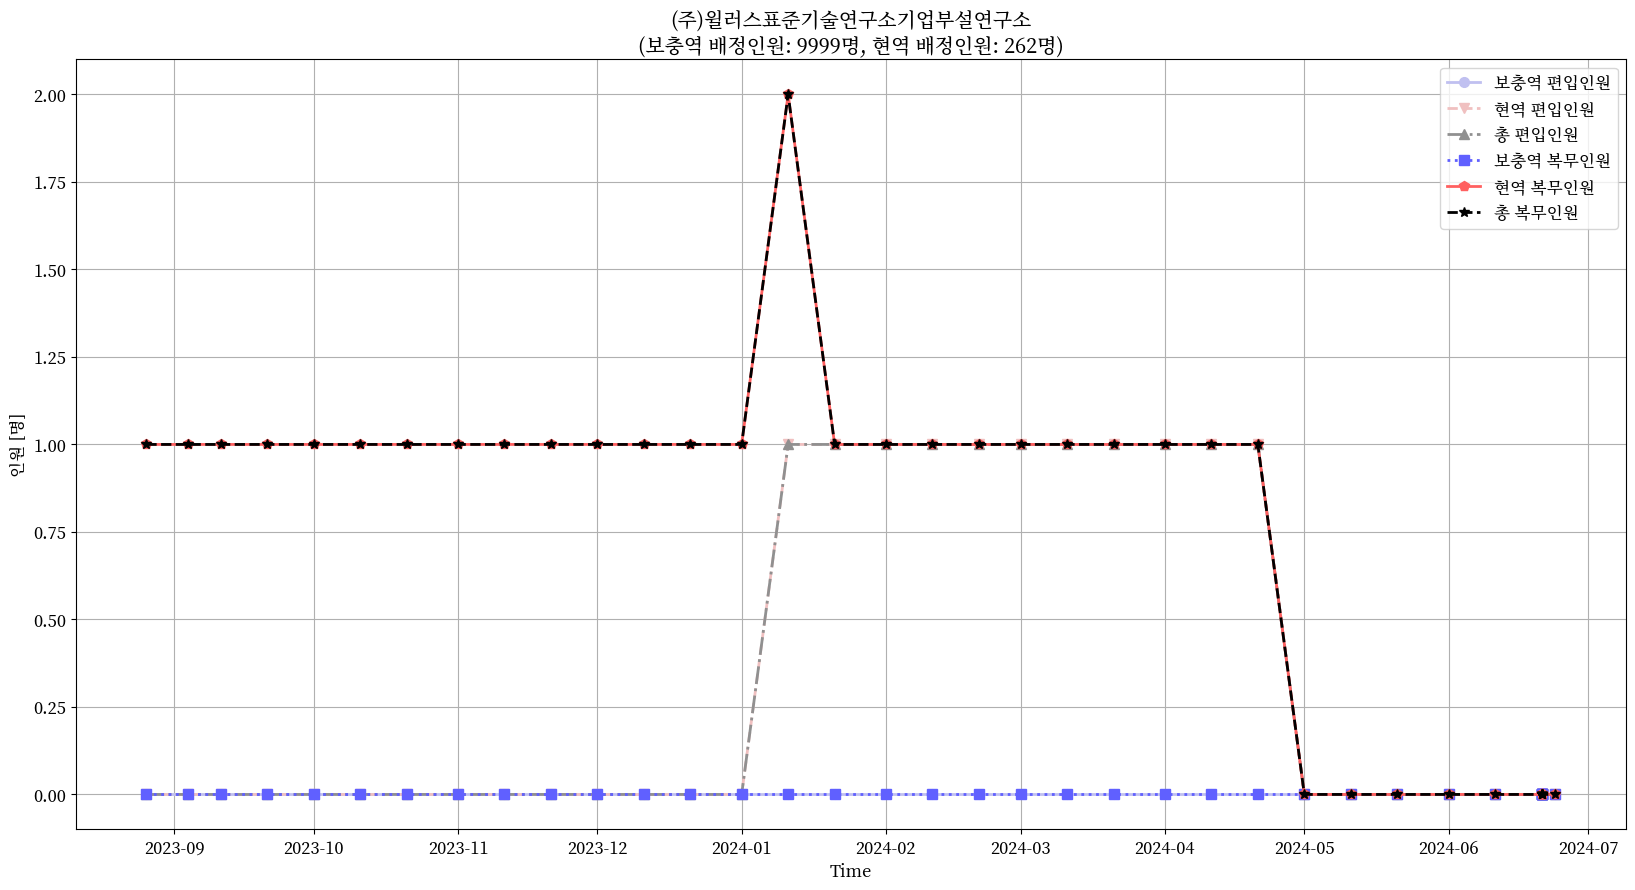 (주)윌러스표준기술연구소기업부설연구소
(보충역 배정인원: 9999명, 현역 배정인원: 262명)
보충역 편입인원
현역 편입인원
총 편입인원
보충역 복무인원
현역 복무인원
총 복무인원
2.00
1.75
1.50
1.25
1.00
0.75
0.50
0.25
0.00
인원 [명]
2023-09
2023-10
2023-11
2023-12
2024-01
2024-02
2024-03
2024-04
2024-05
2024-06
2024-07
Time